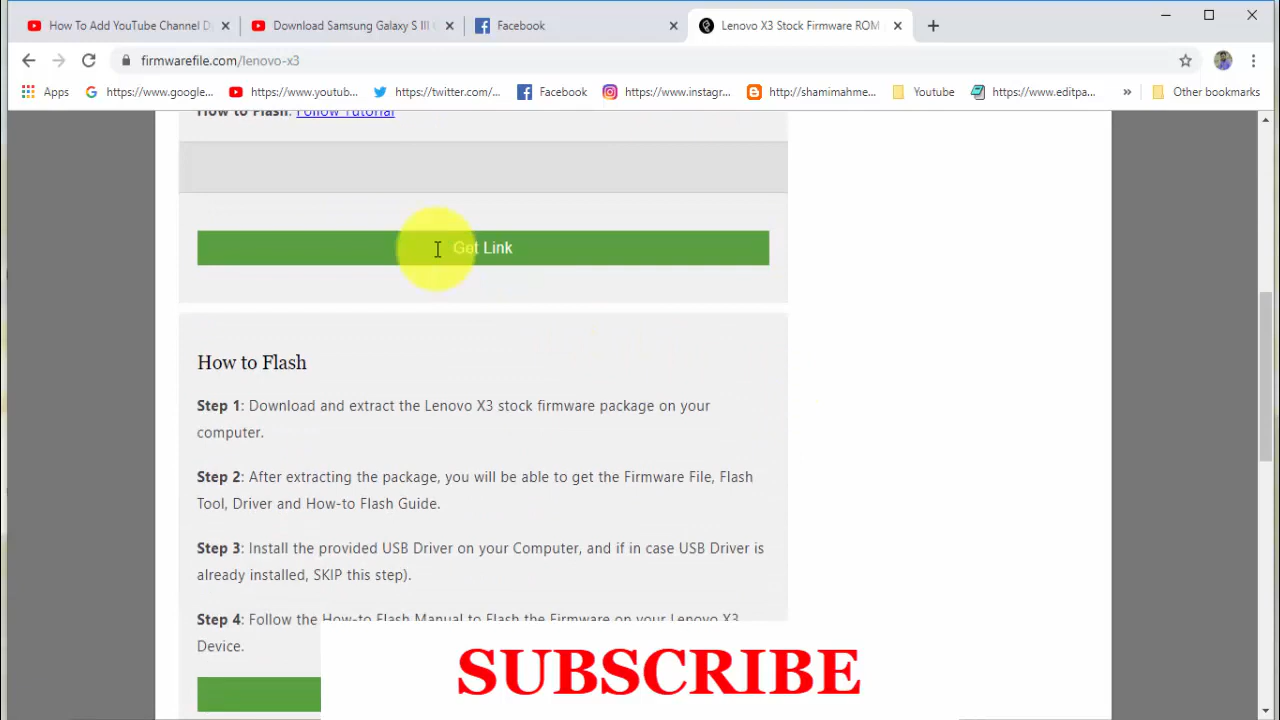 How To Add YouTube Channel D
Download Samsung Galaxy S III
Facebook
Lenovo X3 Stock Firmware ROM
firmwarefile.com/lenovo-x3
Apps
https://www.google...
https://www.youtub...
https://twitter.com/...
Facebook
https://www.instagr...
http://shamimahme...
Youtube
https://www.editpa...
»
Other bookmarks
How to Flash: Follow Tutorial
Get Link
How to Flash
Step 1: Download and extract the Lenovo X3 stock firmware package on your
computer.
Step 2: After extracting the package, you will be able to get the Firmware File, Flash
Tool, Driver and How-to Flash Guide.
Step 3: Install the provided USB Driver on your Computer, and if in case USB Driver is
already installed, SKIP this step).
Step 4: Follow the How-to Flash Manual to Flash the Firmware on your Lenovo X3
Device.
SUBSCRIBE